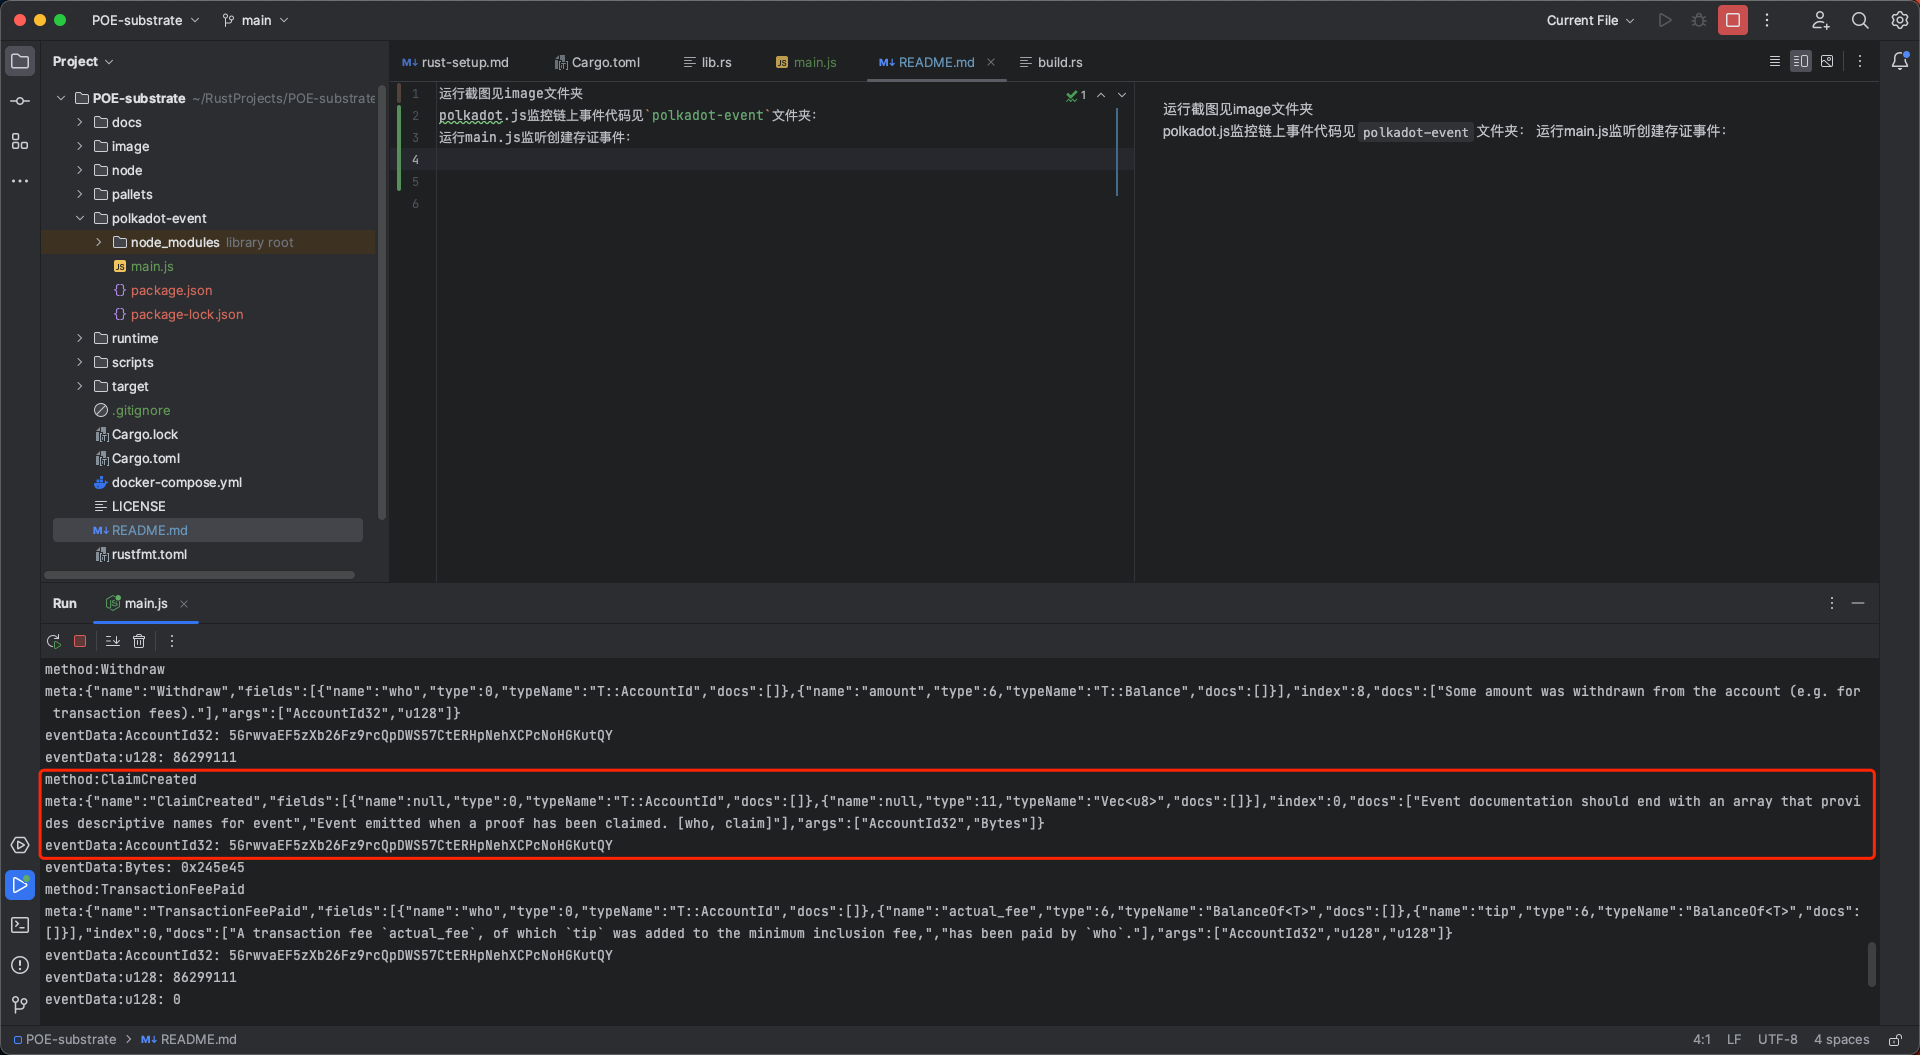 POE-substrate
main
Current File
Project
rust-setup.md
Cargo.toml
lib.rs
main.js
README.md
build.rs
POE-substrate ~/RustProjects/POE-substrate
docs
image
node
pallets
polkadot-event
node_modules library root
main.js
package.json
package-lock.json
runtime
scripts
target
.gitignore
Cargo.lock
Cargo.toml
docker-compose.yml
LICENSE
README.md
rustfmt.toml
1 运行截图见image文件夹
2 polkadot.js监控链上事件代码见`polkadot-event`文件夹：
3 运行main.js监听创建存证事件：
4
5
6
1
运行截图见image文件夹
polkadot.js监控链上事件代码见 polkadot-event 文件夹： 运行main.js监听创建存证事件：
Run
main.js
method:Withdraw
meta:{"name":"Withdraw","fields":[{"name":"who","type":0,"typeName":"T::AccountId","docs":[]},{"name":"amount","type":6,"typeName":"T::Balance","docs":[]}],"index":8,"docs":["Some amount was withdrawn from the account (e.g. for
transaction fees)."],"args":["AccountId32","u128"]}
eventData:AccountId32: 5GrwvaEF5zXb26Fz9rcQpDWS57CtERHpNehXCPcNoHGKutQY
eventData:u128: 86299111
method:ClaimCreated
meta:{"name":"ClaimCreated","fields":[{"name":null,"type":0,"typeName":"T::AccountId","docs":[]},{"name":null,"type":11,"typeName":"Vec<u8>","docs":[]}],"index":0,"docs":["Event documentation should end with an array that provi
des descriptive names for event","Event emitted when a proof has been claimed. [who, claim]"],"args":["AccountId32","Bytes"]}
eventData:AccountId32: 5GrwvaEF5zXb26Fz9rcQpDWS57CtERHpNehXCPcNoHGKutQY
eventData:Bytes: 0x245e45
method:TransactionFeePaid
meta:{"name":"TransactionFeePaid","fields":[{"name":"who","type":0,"typeName":"T::AccountId","docs":[]},{"name":"actual_fee","type":6,"typeName":"BalanceOf<T>","docs":[]},{"name":"tip","type":6,"typeName":"BalanceOf<T>","docs":
[]}],"index":0,"docs":["A transaction fee `actual_fee`, of which `tip` was added to the minimum inclusion fee,","has been paid by `who`."],"args":["AccountId32","u128","u128"]}
eventData:AccountId32: 5GrwvaEF5zXb26Fz9rcQpDWS57CtERHpNehXCPcNoHGKutQY
eventData:u128: 86299111
eventData:u128: 0
POE-substrate
README.md
4:1
LF
UTF-8
4 spaces